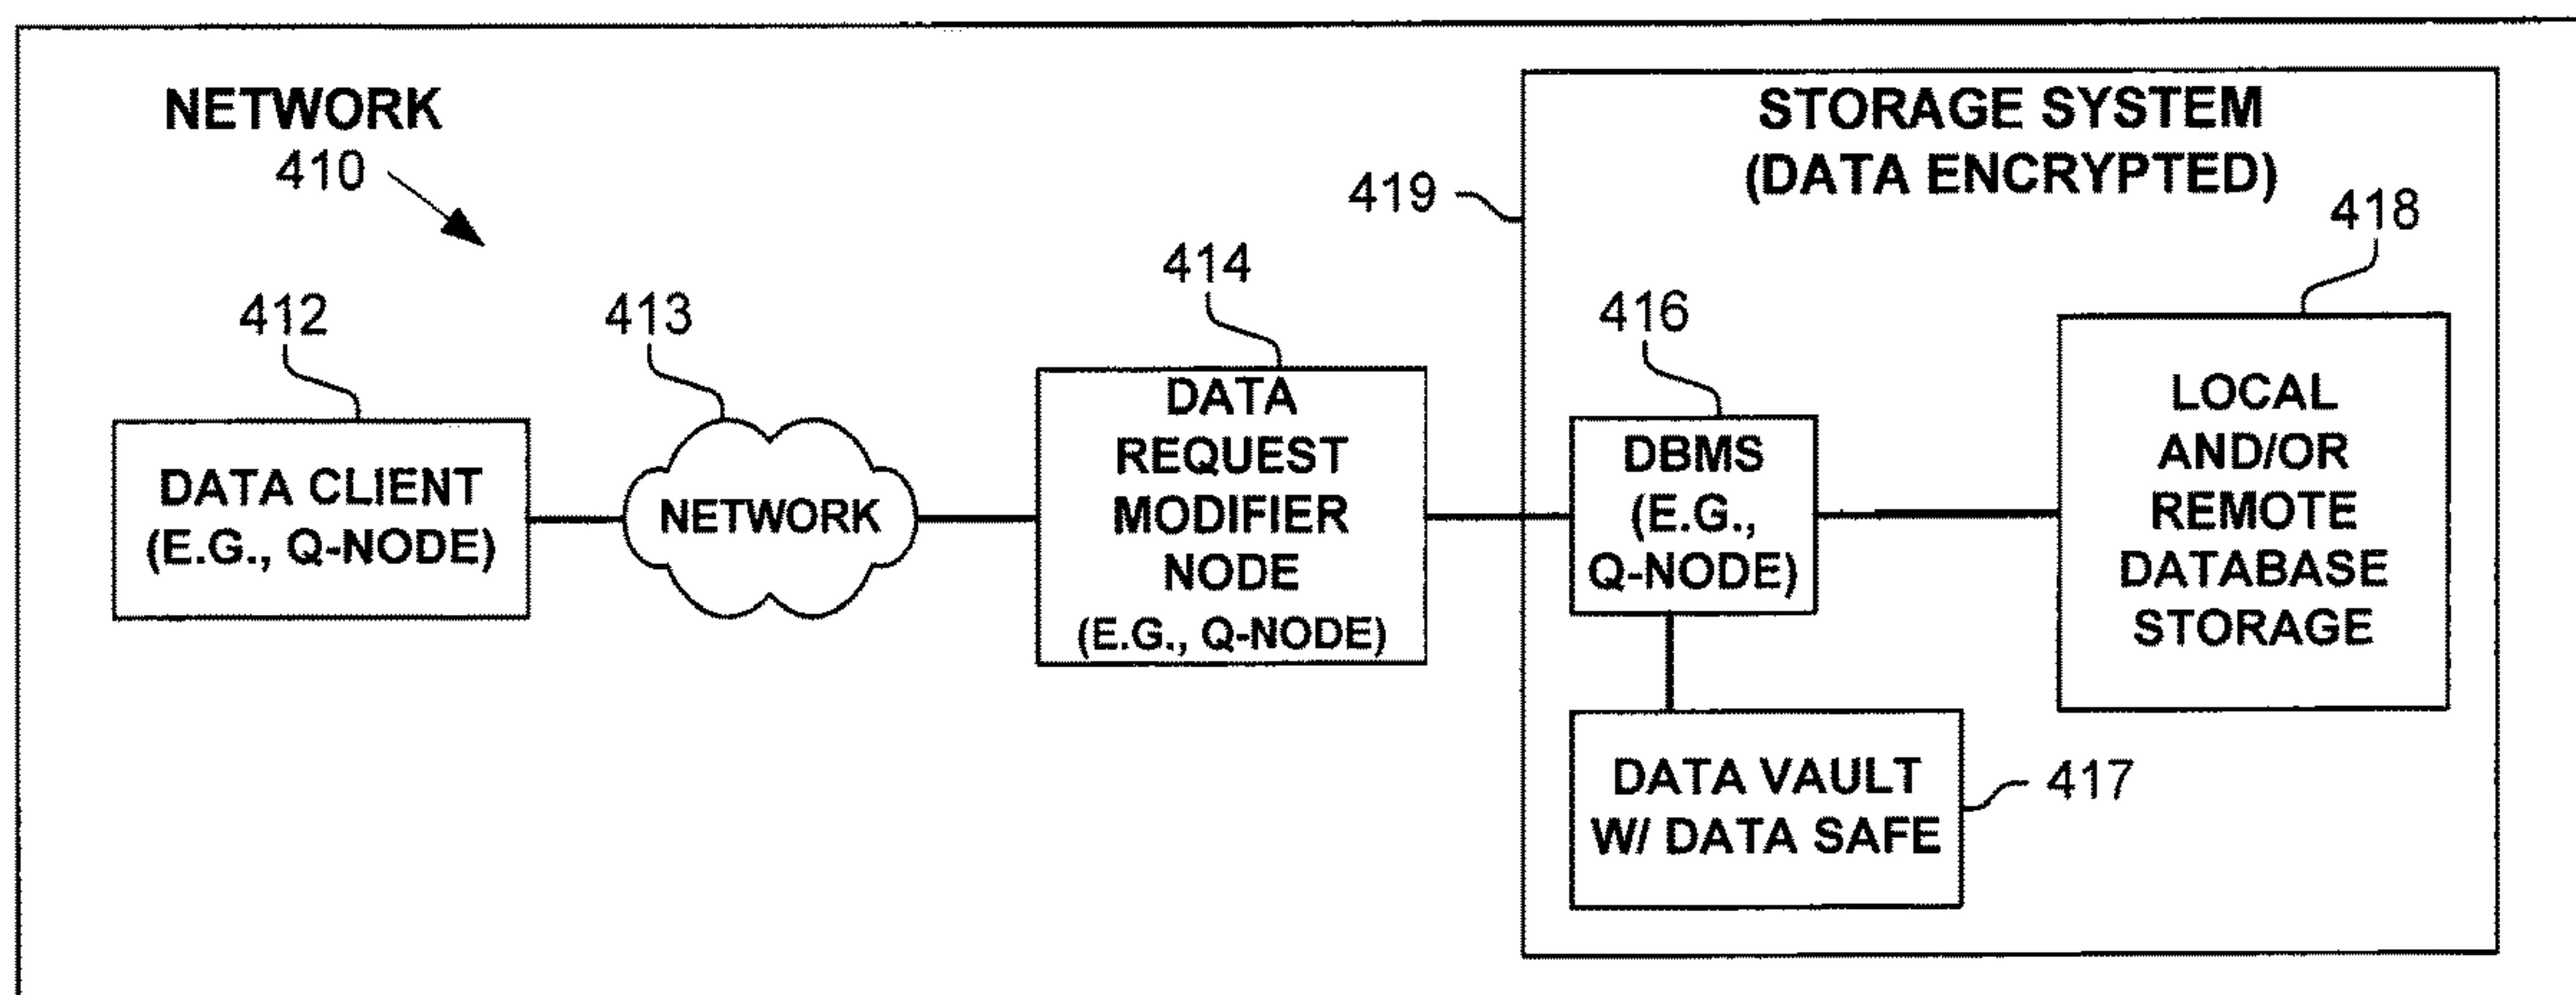 NETWORK
410
STORAGE SYSTEM
(DATA ENCRYPTED)
419
418
414
416
412
413
DATA CLIENT
(E.G., Q-NODE)
NETWORK
DATA
REQUEST
MODIFIER
NODE
(E.G., Q-NODE)
DBMS
(E.G.,
Q-NODE)
LOCAL
AND/OR
REMOTE
DATABASE
STORAGE
DATA VAULT
W/ DATA SAFE
417